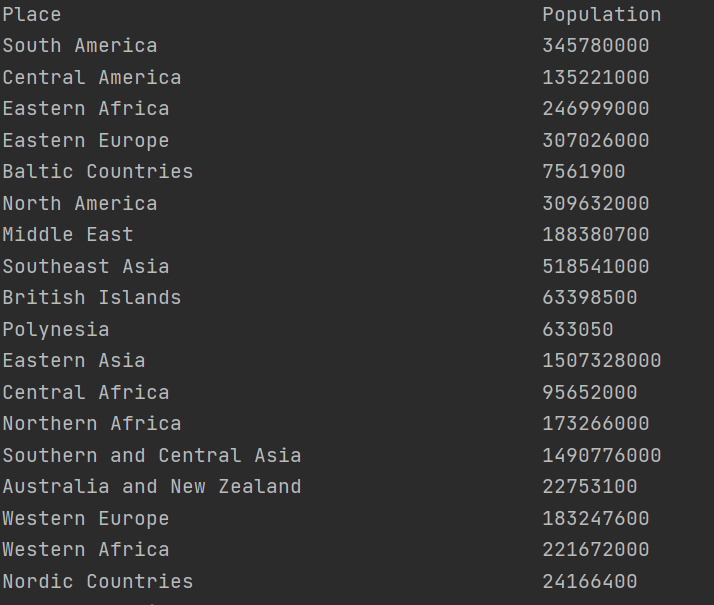 Place Population
South America 345780000
Central America 135221000
Eastern Africa 246999000
Eastern Europe 307026000
Baltic Countries 7561900
North America 309632000
Middle East 188380700
Southeast Asia 518541000
British Islands 63398500
Polynesia 633050
Eastern Asia 1507328000
Central Africa 95652000
Northern Africa 173266000
Southern and Central Asia 1490776000
Australia and New Zealand 22753100
Western Europe 183247600
Western Africa 221672000
Nordic Countries 24166400